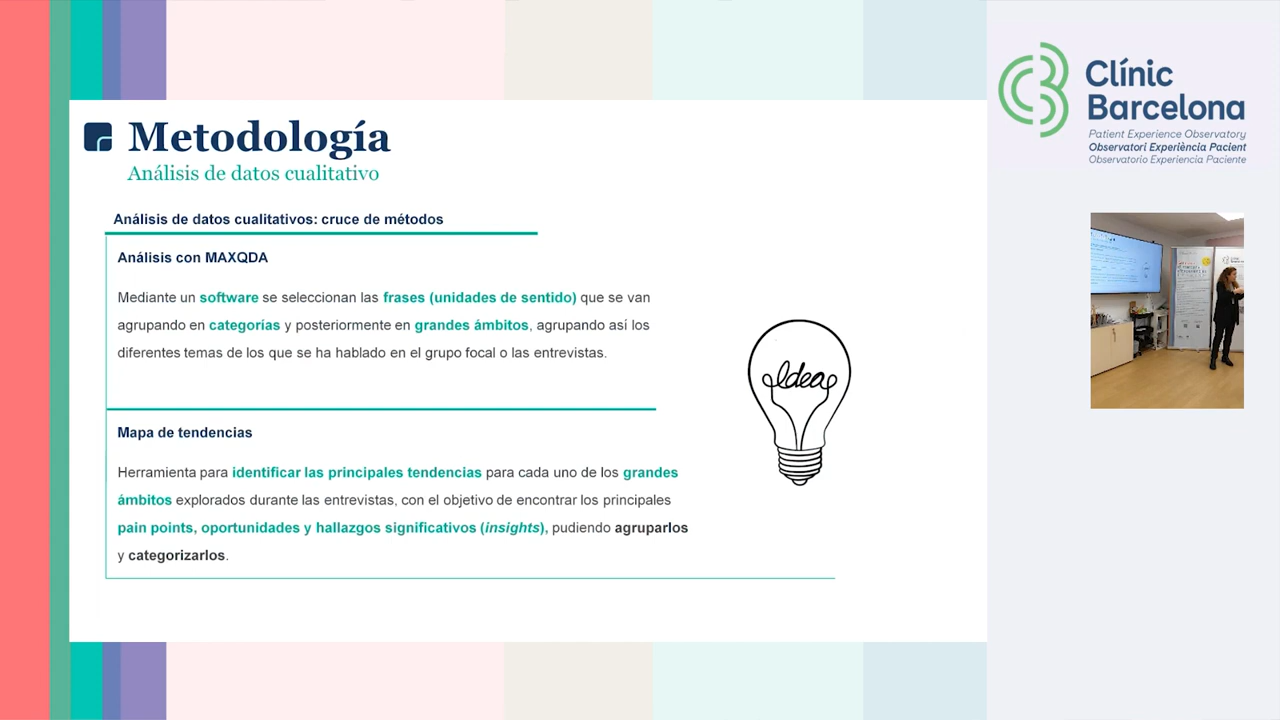 Metodología
Análisis de datos cualitativo
Análisis de datos cualitativos: cruce de métodos
Análisis con MAXQDA
Mediante un software se seleccionan las frases (unidades de sentido) que se van
agrupando en categorías y posteriormente en grandes ámbitos, agrupando así los
diferentes temas de los que se ha hablado en el grupo focal o las entrevistas.
Idea
Mapa de tendencias
Herramienta para identificar las principales tendencias para cada uno de los grandes
ámbitos explorados durante las entrevistas, con el objetivo de encontrar los principales
pain points, oportunidades y hallazgos significativos (insights), pudiendo agruparlos
y categorizarlos.
Clínic
Barcelona
Patient Experience Observatory
Observatori Experiència Pacient
Observatorio Experiencia Paciente